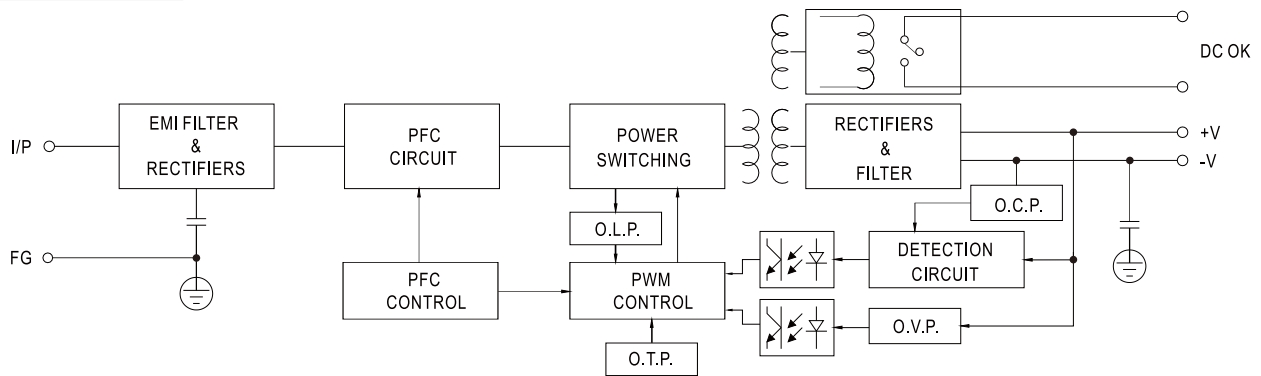 DC OK
I/P
EMI FILTER
&
RECTIFIERS
PFC
CIRCUIT
POWER
SWITCHING
RECTIFIERS
&
FILTER
+V
-V
O.C.P.
O.L.P.
DETECTION
CIRCUIT
FG
PFC
CONTROL
PWM
CONTROL
O.V.P.
O.T.P.